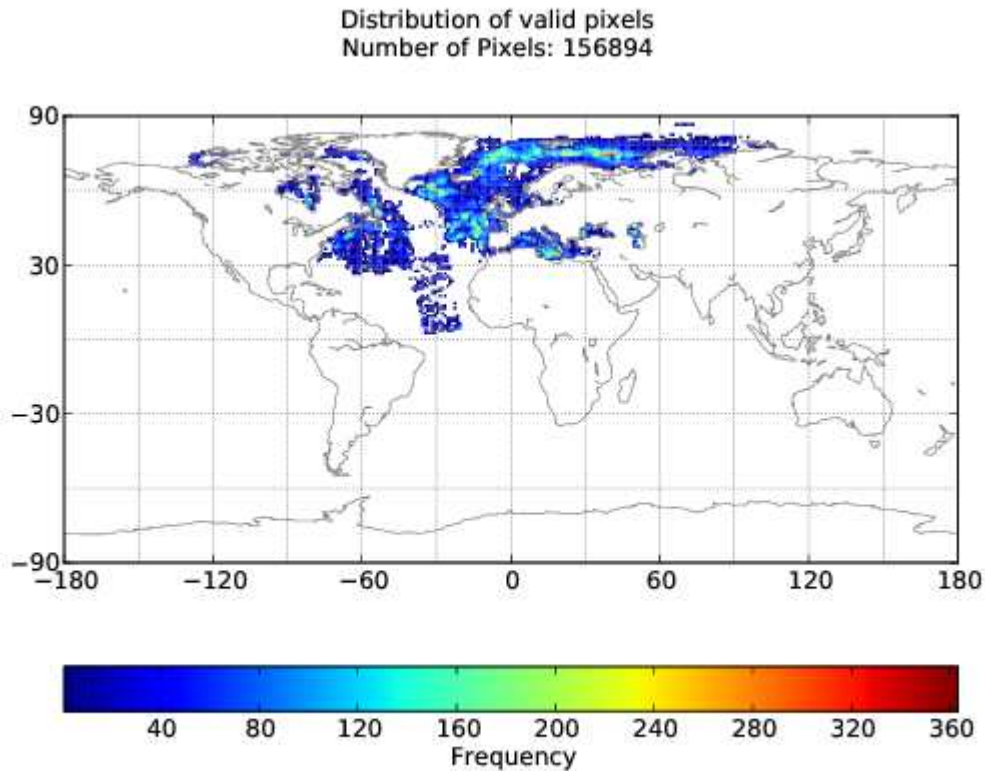 Distribution of valid pixels
Number of Pixels: 156894
90
30
−30
−90
−180 −120 −60 0 60 120 180
40 80 120 160 200 240 280 320 360
Frequency